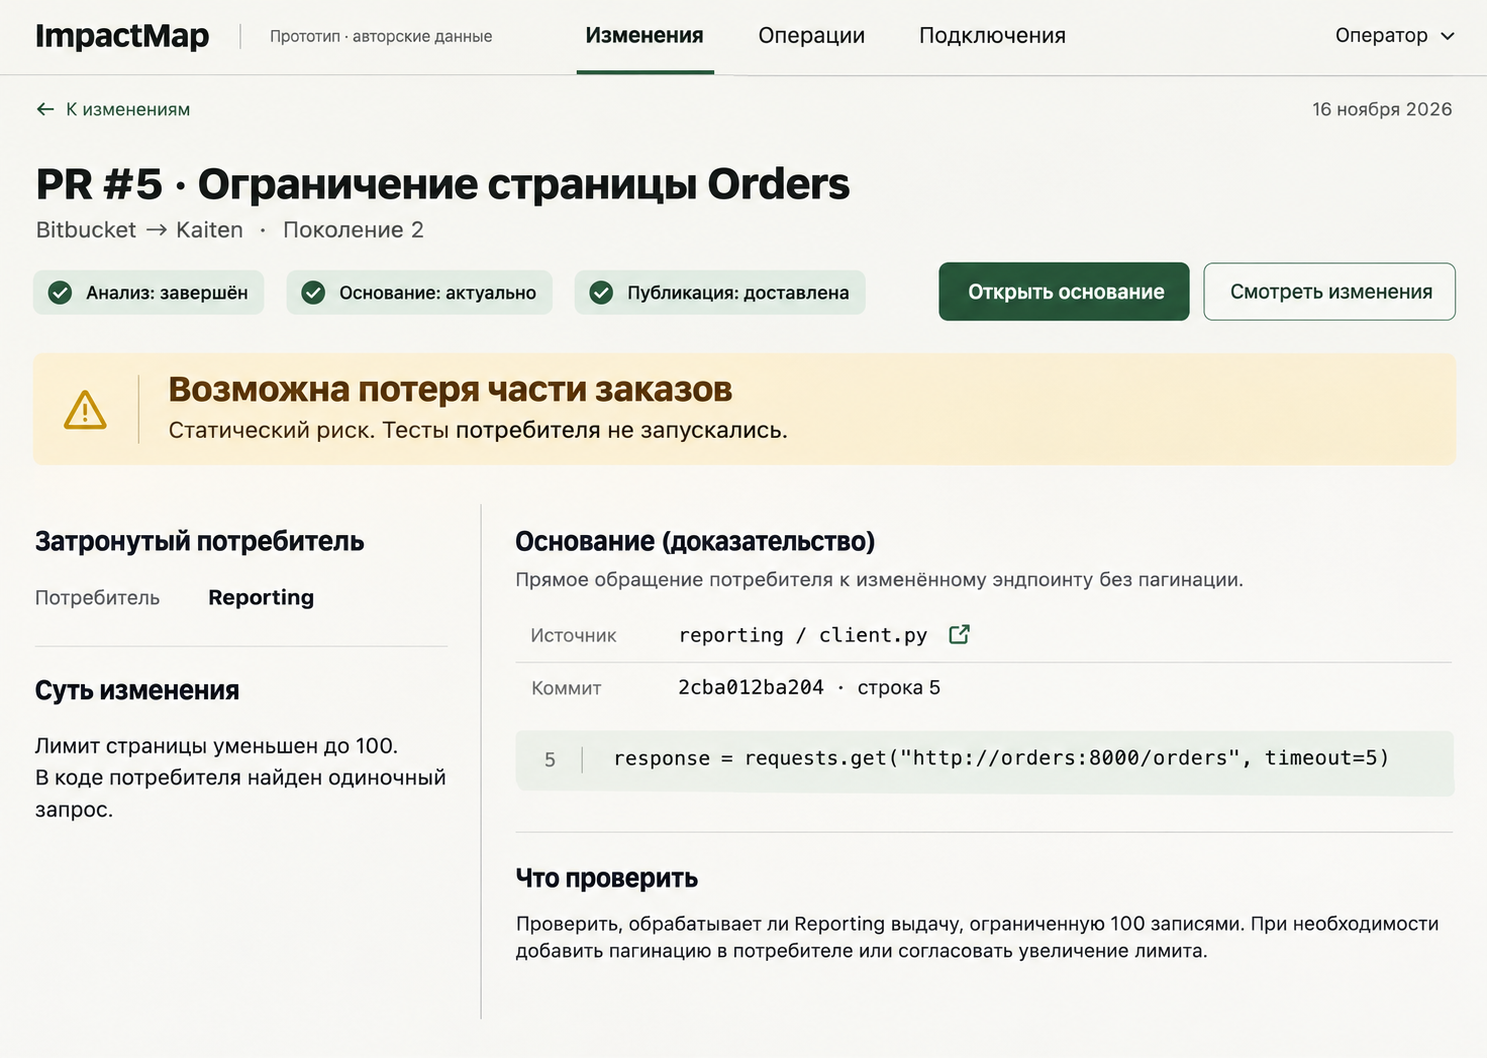 ImpactMap
Прототип · авторские данные
Изменения
Операции
Подключения
Оператор
← К изменениям
16 ноября 2026
PR #5 · Ограничение страницы Orders
Bitbucket → Kaiten · Поколение 2
Анализ: завершён
Основание: актуально
Публикация: доставлена
Открыть основание
Смотреть изменения
Возможна потеря части заказов
Статический риск. Тесты потребителя не запускались.
Затронутый потребитель
Потребитель Reporting
Суть изменения
Лимит страницы уменьшен до 100.
В коде потребителя найден одиночный
запрос.
Основание (доказательство)
Прямое обращение потребителя к изменённому эндпоинту без пагинации.
Источник reporting / client.py
Коммит 2cba012ba204 · строка 5
5 response = requests.get("http://orders:8000/orders", timeout=5)
Что проверить
Проверить, обрабатывает ли Reporting выдачу, ограниченную 100 записями. При необходимости
добавить пагинацию в потребителе или согласовать увеличение лимита.